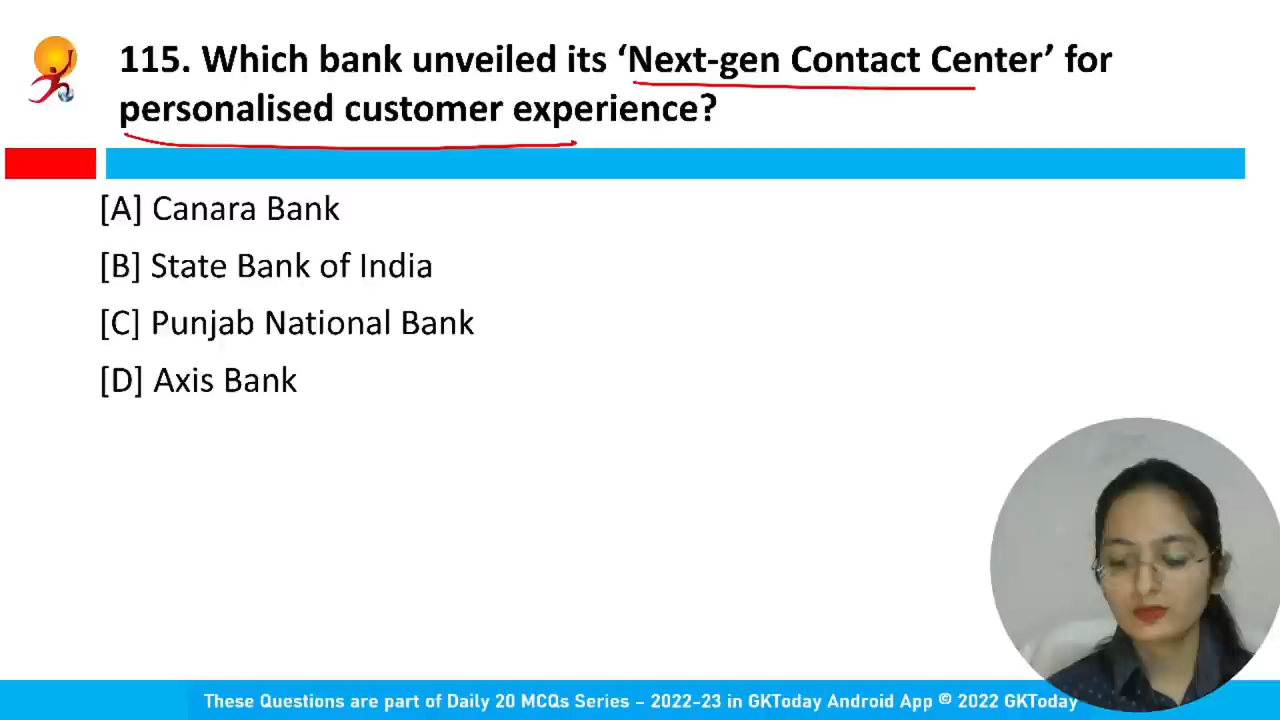 115. Which bank unveiled its ‘Next-gen Contact Center’ for
personalised customer experience?
[A] Canara Bank
[B] State Bank of India
[C] Punjab National Bank
[D] Axis Bank
These Questions are part of Daily 20 MCQs Series – 2022-23 in GKToday Android App © 2022 GKToday